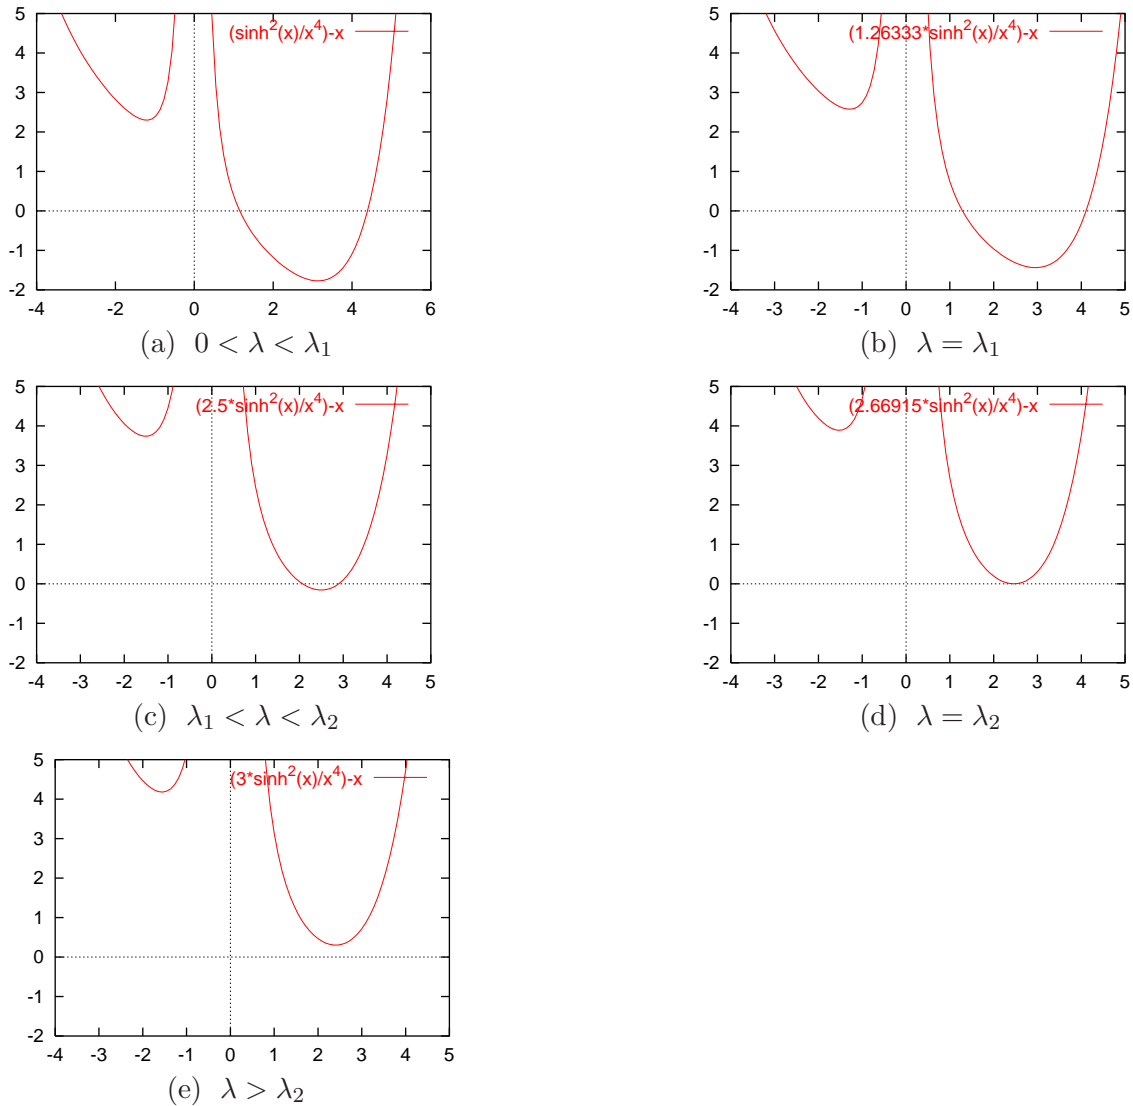 5
4
3
2
1
0
-1
-2
-4 -2 0 2 4 6
(sinh²(x)/x⁴)-x
(a) 0 < λ < λ₁
5
4
3
2
1
0
-1
-2
-4 -3 -2 -1 0 1 2 3 4 5
(1.26333*sinh²(x)/x⁴)-x
(b) λ = λ₁
5
4
3
2
1
0
-1
-2
-4 -3 -2 -1 0 1 2 3 4 5
(2.5*sinh²(x)/x⁴)-x
(c) λ₁ < λ < λ₂
5
4
3
2
1
0
-1
-2
-4 -3 -2 -1 0 1 2 3 4 5
(2.66915*sinh²(x)/x⁴)-x
(d) λ = λ₂
5
4
3
2
1
0
-1
-2
-4 -3 -2 -1 0 1 2 3 4 5
(3*sinh²(x)/x⁴)-x
(e) λ > λ₂